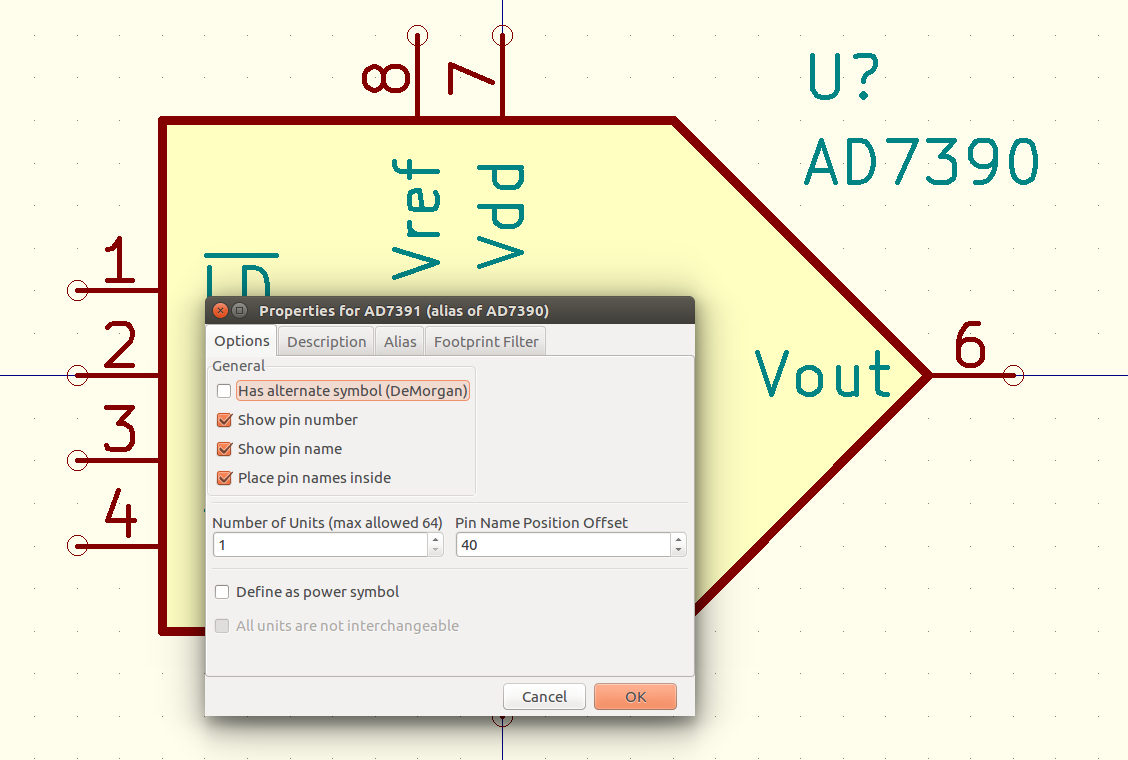 8
7
U?
AD7390
Vref
Vdd
1
LD
2
3
4
Vout
6
Properties for AD7391 (alias of AD7390)
Options
Description
Alias
Footprint Filter
General
Has alternate symbol (DeMorgan)
Show pin number
Show pin name
Place pin names inside
Number of Units (max allowed 64)
Pin Name Position Offset
1
40
Define as power symbol
All units are not interchangeable
Cancel
OK